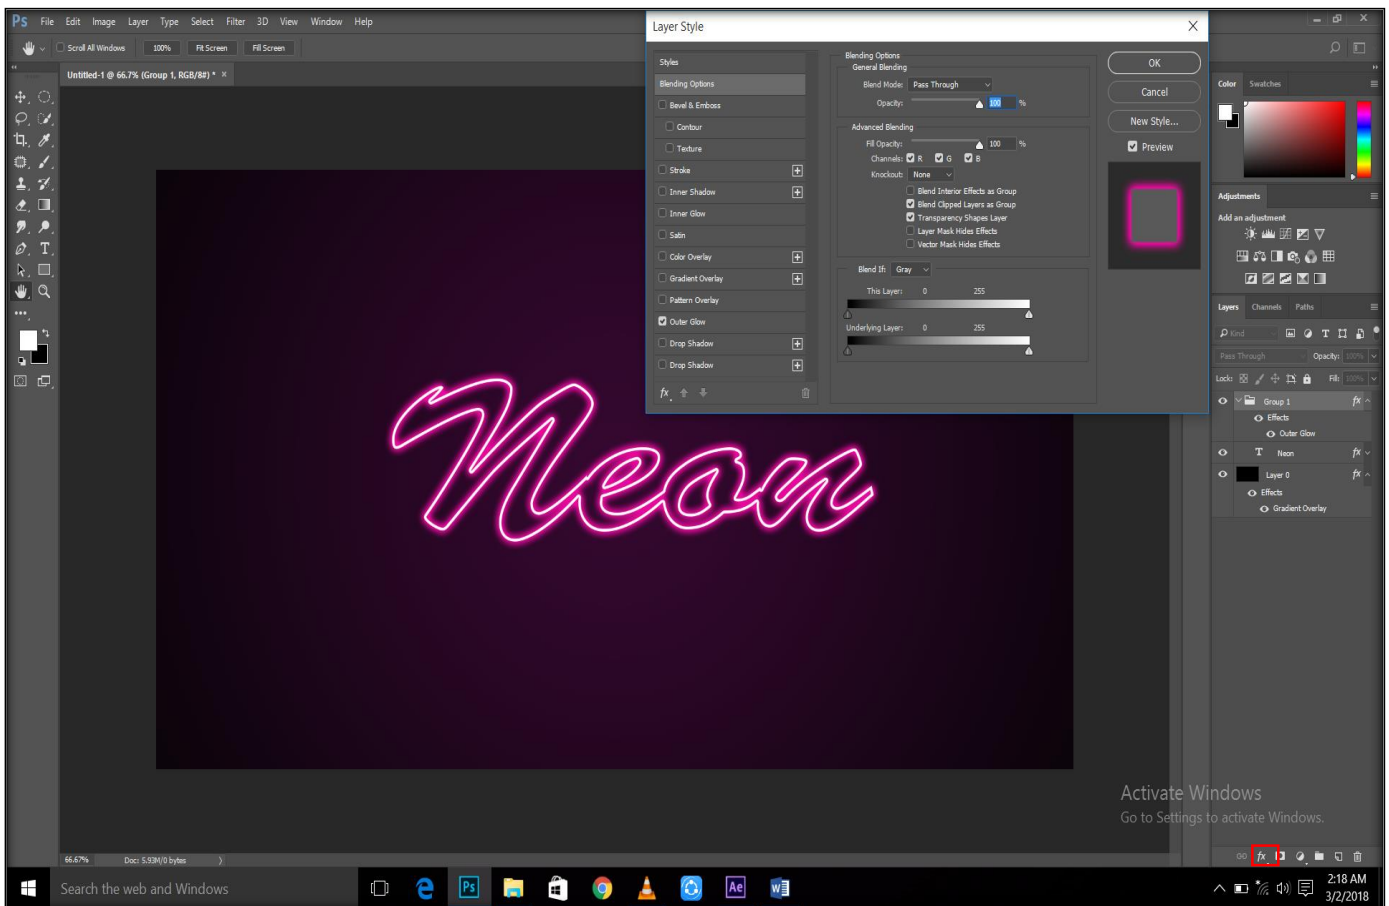 Ps File Edit Image Layer Type Select Filter 3D View Window Help
Scroll All Windows 100% Fit Screen Fill Screen
Untitled-1 @ 66.7% (Group 1, RGB/8#) * ×
Layer Style
Styles
Blending Options
Bevel & Emboss
Contour
Texture
Stroke
Inner Shadow
Inner Glow
Satin
Color Overlay
Gradient Overlay
Pattern Overlay
Outer Glow
Drop Shadow
Drop Shadow
fx
Blending Options
General Blending
Blend Mode: Pass Through
Opacity: 100 %
Advanced Blending
Fill Opacity: 100 %
Channels: R G B
Knockout: None
Blend Interior Effects as Group
Blend Clipped Layers as Group
Transparency Shapes Layer
Layer Mask Hides Effects
Vector Mask Hides Effects
Blend If: Gray
This Layer: 0 255
Underlying Layer: 0 255
OK
Cancel
New Style...
Preview
Color Swatches
Adjustments
Add an adjustment
Layers Channels Paths
Kind
Pass Through Opacity: 100%
Lock: Fill: 100%
Group 1 fx
Effects
Outer Glow
T Neon fx
Layer 0 fx
Effects
Gradient Overlay
Neon
Activate Windows
Go to Settings to activate Windows.
fx
66.67% Doc: 5.93M/0 bytes
Search the web and Windows
Ps
Ae
2:18 AM
3/2/2018